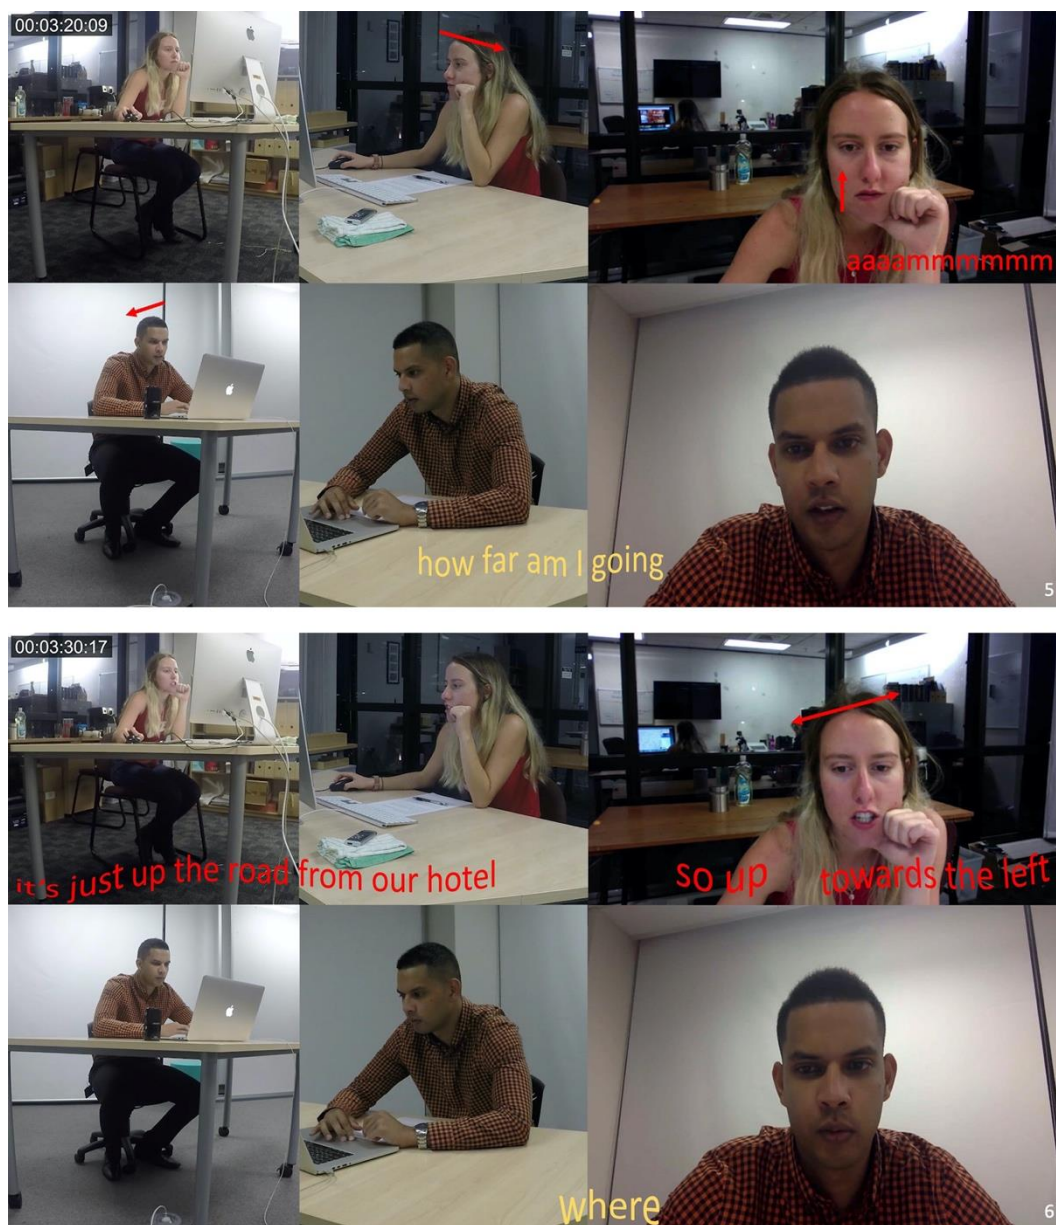 00:03:20:09
aaaammmmmm
how far am I going
5
00:03:30:17
it's just up the road from our hotel
so up towards the left
where
6